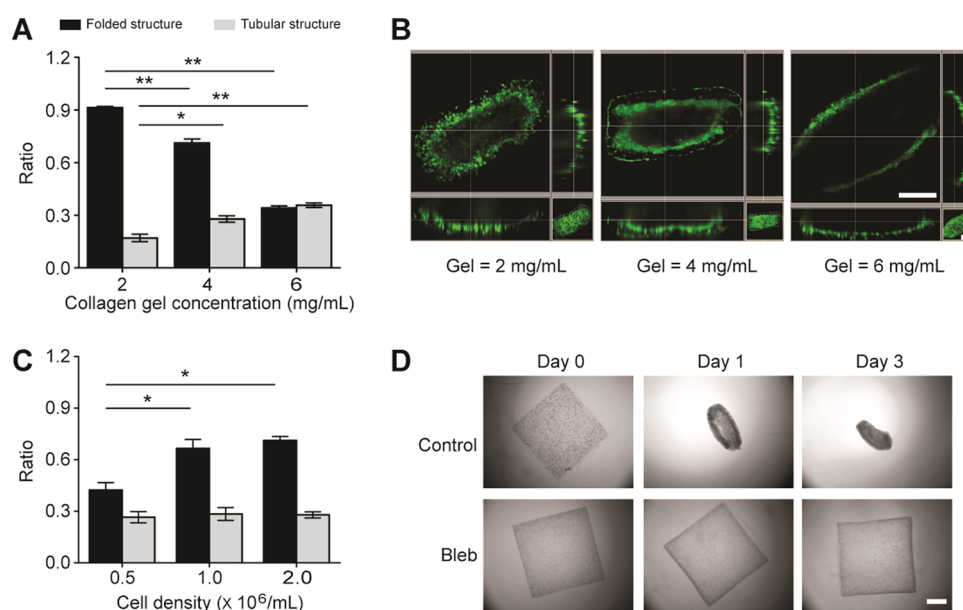 A
Folded structure
Tubular structure
1.2
0.9
0.6
0.3
0.0
Ratio
**
**
**
*
2
4
6
Collagen gel concentration (mg/mL)
B
Gel = 2 mg/mL
Gel = 4 mg/mL
Gel = 6 mg/mL
C
1.2
0.9
0.6
0.3
0.0
Ratio
*
*
0.5
1.0
2.0
Cell density (x 10⁶/mL)
D
Day 0
Day 1
Day 3
Control
Bleb